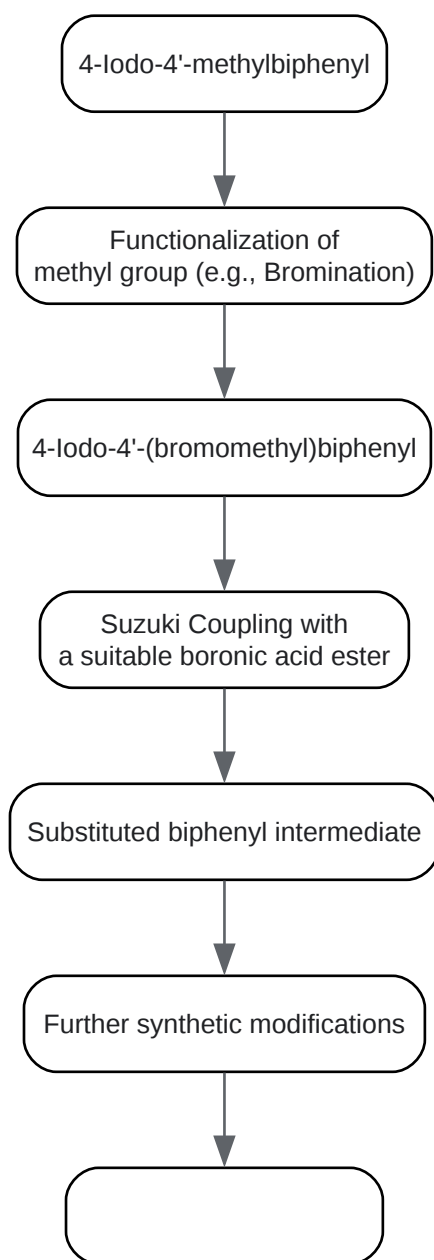 4-Iodo-4'-methylbiphenyl
Functionalization of
methyl group (e.g., Bromination)
4-Iodo-4'-(bromomethyl)biphenyl
Suzuki Coupling with
a suitable boronic acid ester
Substituted biphenyl intermediate
Further synthetic modifications